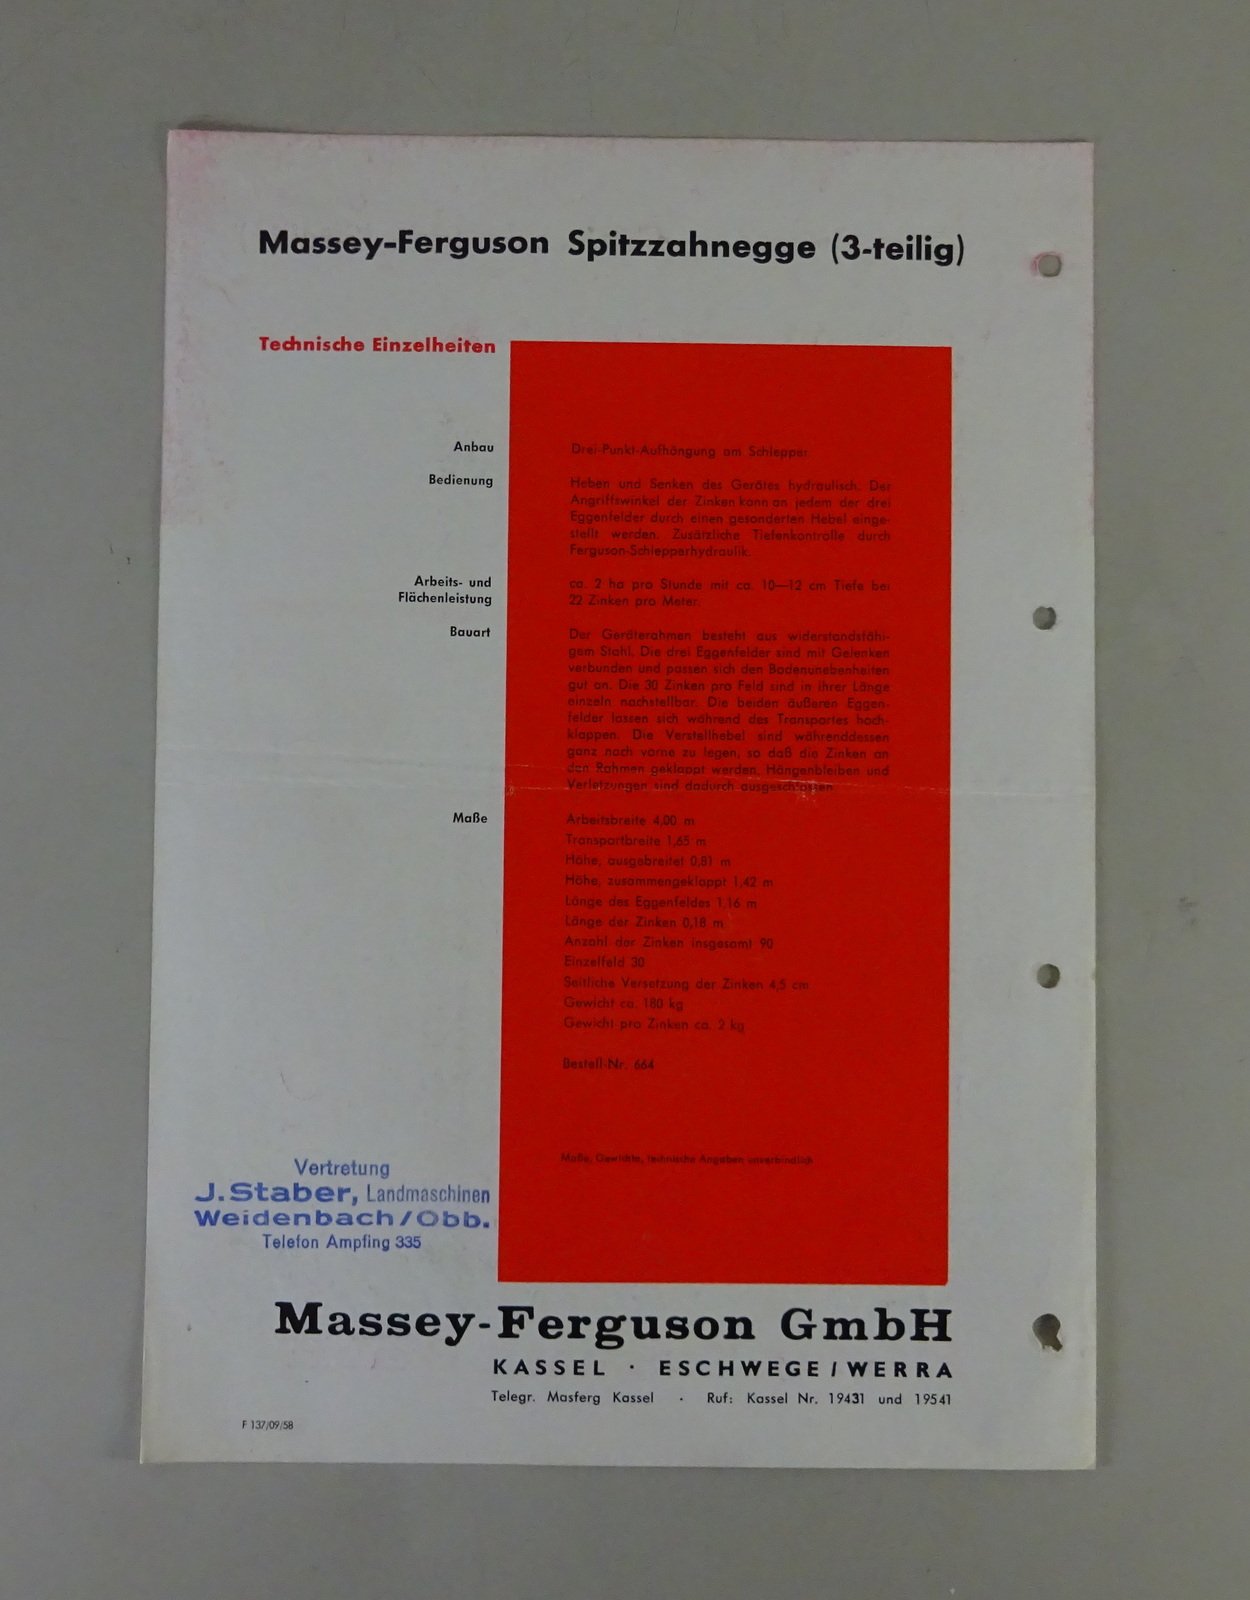 Massey-Ferguson Spitzzahnegge (3-teilig)
Technische Einzelheiten
Anbau
Drei-Punkt-Aufhängung am Schlepper.
Bedienung
Heben und Senken des Gerätes hydraulisch. Der
Angriffswinkel der Zinken kann an jedem der drei
Eggenfelder durch einen gesonderten Hebel einge-
stellt werden. Zusätzliche Tiefenkontrolle durch
Ferguson-Schlepperhydraulik.
Arbeits- und
Flächenleistung
ca. 2 ha pro Stunde mit ca. 10—12 cm Tiefe bei
22 Zinken pro Meter.
Bauart
Der Geräterahmen besteht aus widerstandsfähi-
gem Stahl. Die drei Eggenfelder sind mit Gelenken
verbunden und passen sich den Bodenunebenheiten
gut an. Die 30 Zinken pro Feld sind in ihrer Länge
einzeln nachstellbar. Die beiden äußeren Eggen-
felder lassen sich während des Transportes hoch-
klappen. Die Verstellhebel sind währenddessen
ganz nach vorne zu legen, so daß die Zinken an
den Rahmen geklappt werden. Hängenbleiben und
Verletzungen sind dadurch ausgeschlossen.
Maße
Arbeitsbreite 4,00 m
Transportbreite 1,65 m
Höhe, ausgebreitet 0,81 m
Höhe, zusammengeklappt 1,42 m
Länge des Eggenfeldes 1,16 m
Länge der Zinken 0,18 m
Anzahl der Zinken insgesamt 90
Einzelfeld 30
Seitliche Versetzung der Zinken 4,5 cm
Gewicht ca. 180 kg
Gewicht pro Zinken ca. 2 kg
Bestell-Nr. 664
Maße, Gewichte, technische Angaben unverbindlich
Vertretung
J. Staber, Landmaschinen
Weidenbach/Obb.
Telefon Ampfing 335
Massey-Ferguson GmbH
KASSEL · ESCHWEGE/WERRA
Telegr. Masferg Kassel · Ruf: Kassel Nr. 19431 und 19541
F 137/09/58